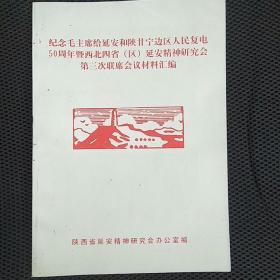 纪念毛主席给延安和陕甘宁边区人民复电
50周年暨西北四省（区）延安精神研究会
第三次联席会议材料汇编
陕西省延安精神研究会办公室编